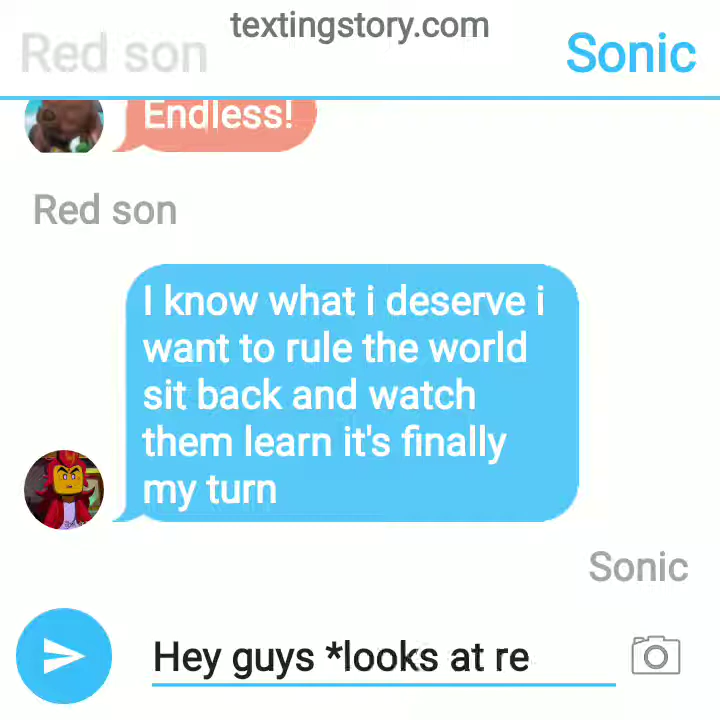 textingstory.com
Red son
Sonic
Endless!
Red son
I know what i deserve i
want to rule the world
sit back and watch
them learn it's finally
my turn
Sonic
Hey guys *looks at re